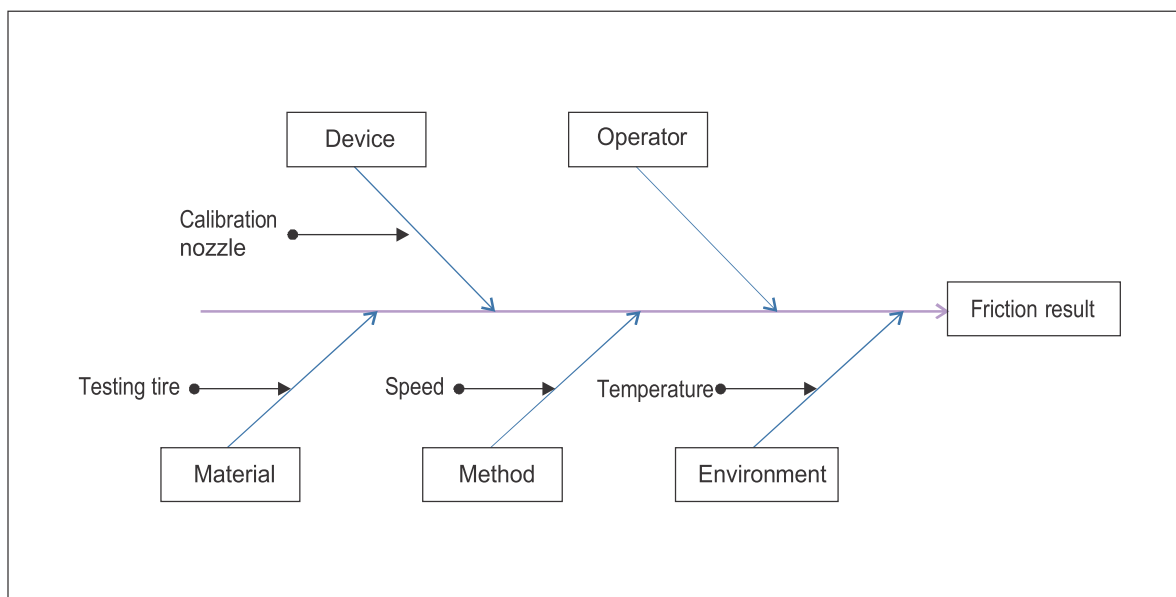 Device
Operator
Calibration
nozzle
Friction result
Testing tire
Speed
Temperature
Material
Method
Environment